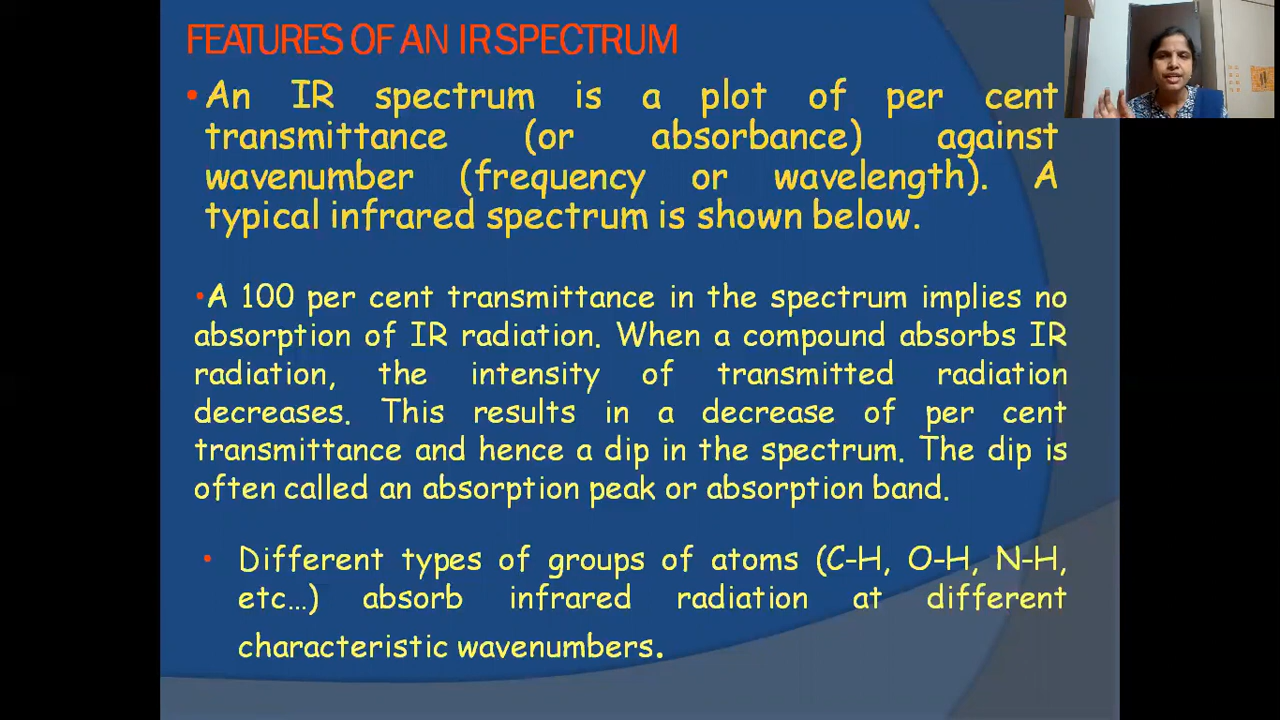 FEATURES OF AN IR SPECTRUM
• An IR spectrum is a plot of per cent
transmittance (or absorbance) against
wavenumber (frequency or wavelength). A
typical infrared spectrum is shown below.
•A 100 per cent transmittance in the spectrum implies no
absorption of IR radiation. When a compound absorbs IR
radiation, the intensity of transmitted radiation
decreases. This results in a decrease of per cent
transmittance and hence a dip in the spectrum. The dip is
often called an absorption peak or absorption band.
• Different types of groups of atoms (C-H, O-H, N-H,
etc…) absorb infrared radiation at different
characteristic wavenumbers.